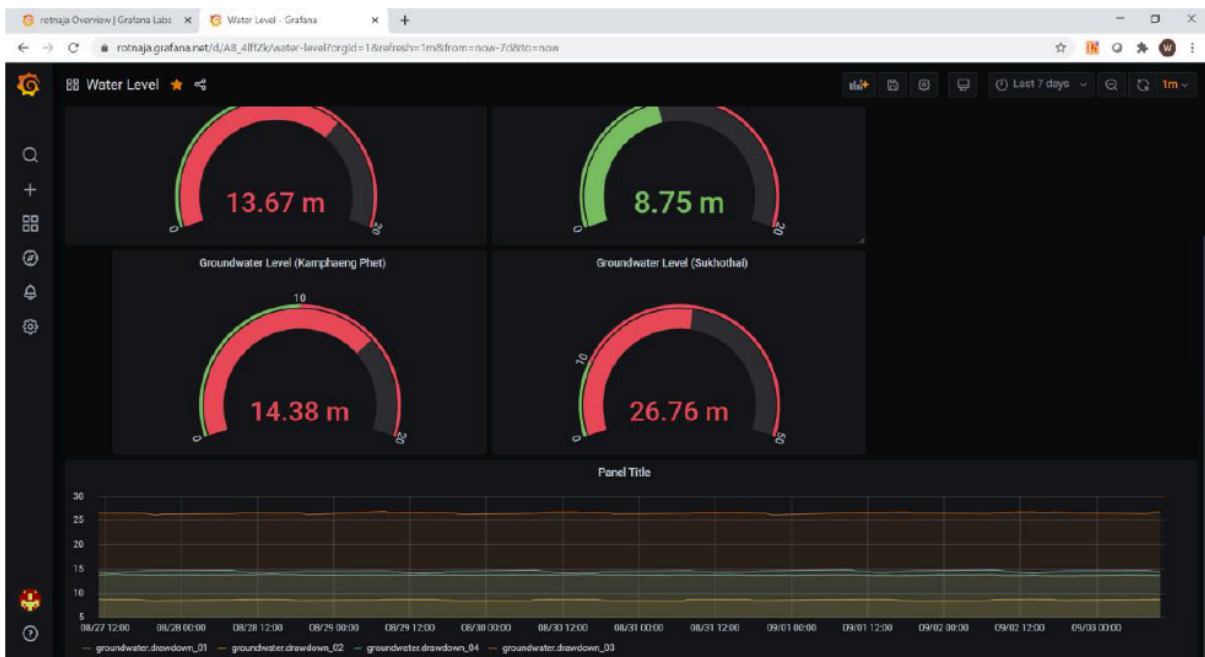 rotnaja Overview | Grafana Labs
Water Level - Grafana
rotnaja.grafana.net/d/A8_4lffZk/water-level?orgId=1&refresh=1m&from=now-7d&to=now
W
Water Level
Last 7 days
1m
13.67 m
0
20
8.75 m
0
20
Groundwater Level (Kamphaeng Phet)
10
14.38 m
0
20
Groundwater Level (Sukhothai)
10
26.76 m
0
50
Panel Title
30
25
20
15
10
5
08/27 12:00 08/28 00:00 08/28 12:00 08/29 00:00 08/29 12:00 08/30 00:00 08/30 12:00 08/31 00:00 08/31 12:00 09/01 00:00 09/01 12:00 09/02 00:00 09/02 12:00 09/03 00:00
groundwater.drawdown_01 groundwater.drawdown_02 groundwater.drawdown_04 groundwater.drawdown_03